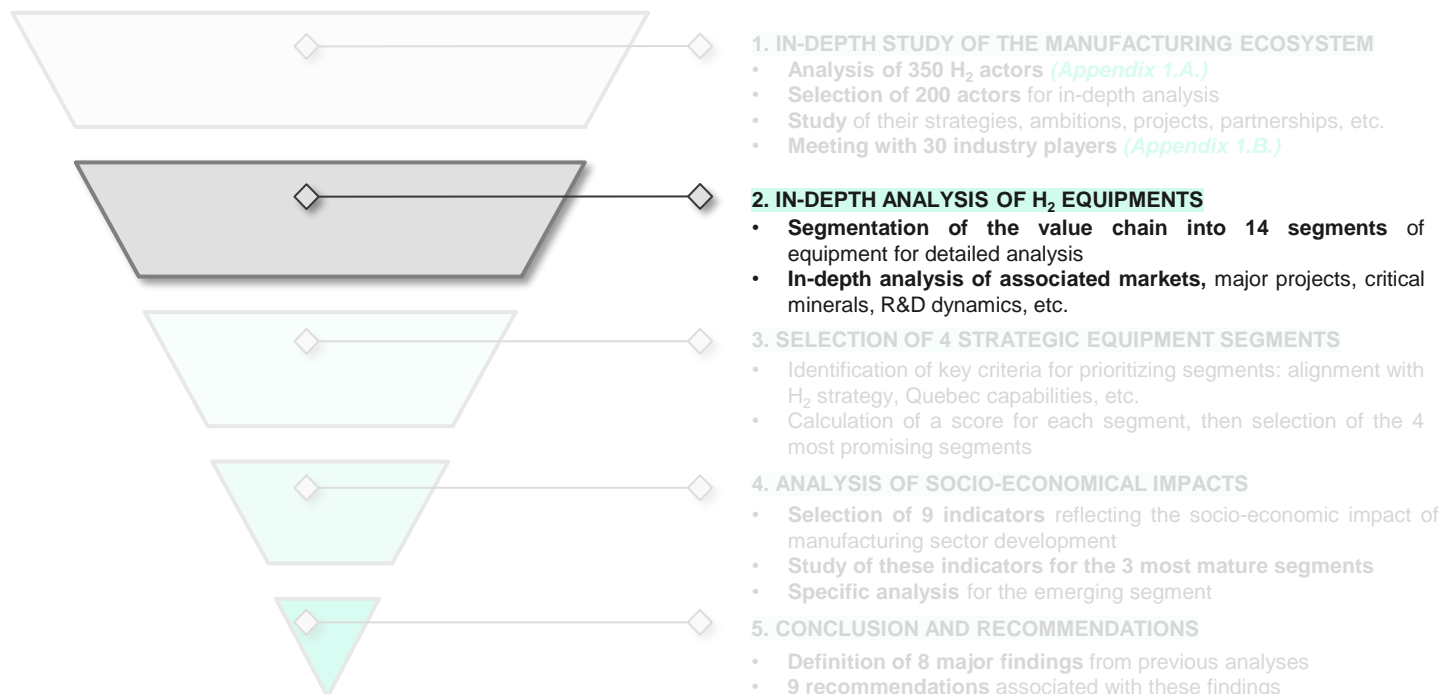 1. IN-DEPTH STUDY OF THE MANUFACTURING ECOSYSTEM
• Analysis of 350 H2 actors (Appendix 1.A.)
• Selection of 200 actors for in-depth analysis
• Study of their strategies, ambitions, projects, partnerships, etc.
• Meeting with 30 industry players (Appendix 1.B.)
2. IN-DEPTH ANALYSIS OF H2 EQUIPMENTS
• Segmentation of the value chain into 14 segments of
equipment for detailed analysis
• In-depth analysis of associated markets, major projects, critical
minerals, R&D dynamics, etc.
3. SELECTION OF 4 STRATEGIC EQUIPMENT SEGMENTS
• Identification of key criteria for prioritizing segments: alignment with
H2 strategy, Quebec capabilities, etc.
• Calculation of a score for each segment, then selection of the 4
most promising segments
4. ANALYSIS OF SOCIO-ECONOMICAL IMPACTS
• Selection of 9 indicators reflecting the socio-economic impact of
manufacturing sector development
• Study of these indicators for the 3 most mature segments
• Specific analysis for the emerging segment
5. CONCLUSION AND RECOMMENDATIONS
• Definition of 8 major findings from previous analyses
• 9 recommendations associated with these findings